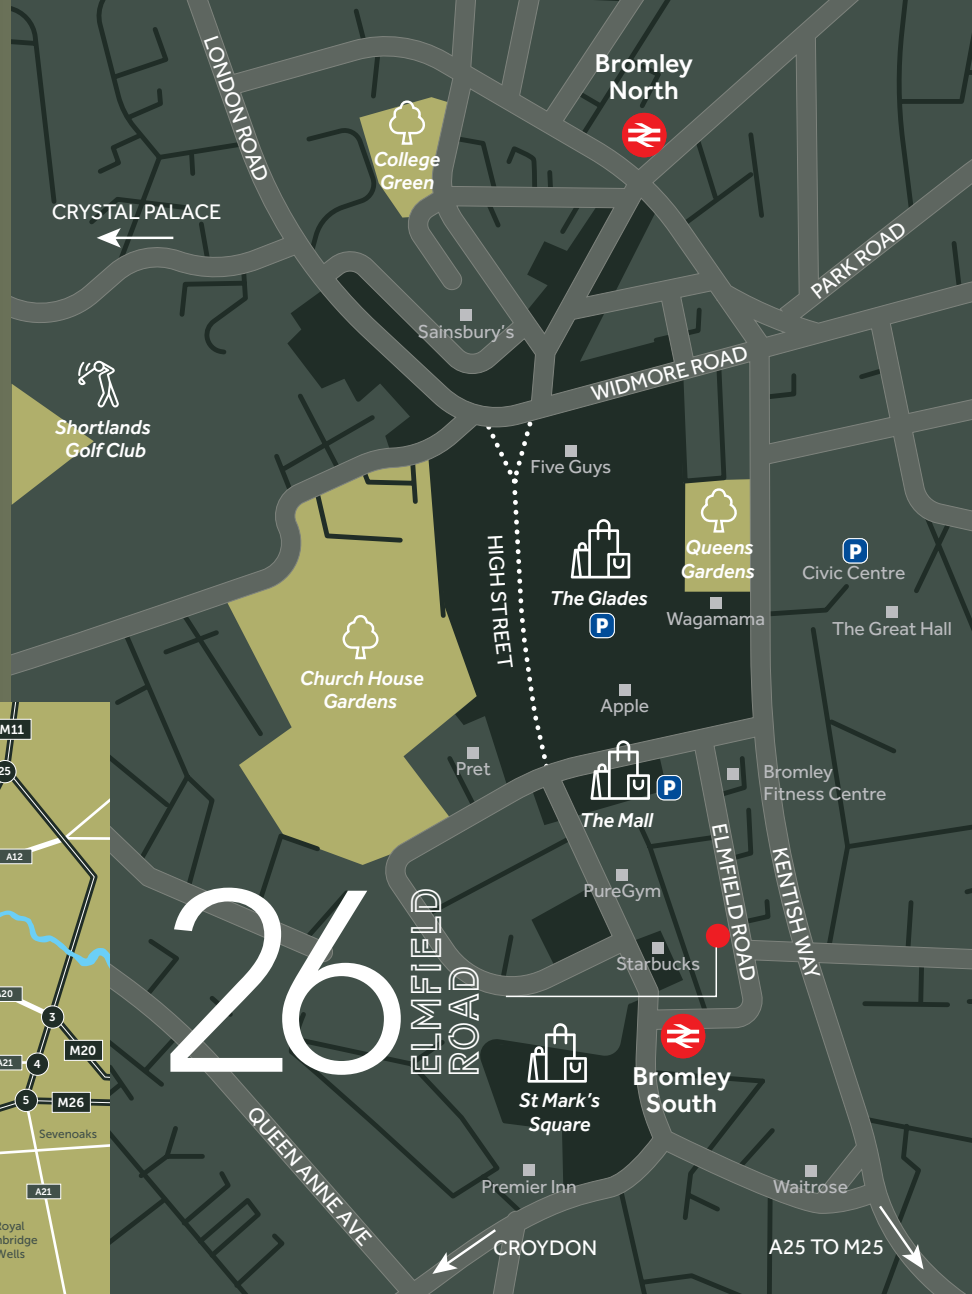 LONDON ROAD
Bromley
North
College
Green
CRYSTAL PALACE
PARK ROAD
Sainsbury's
WIDMORE ROAD
Shortlands
Golf Club
Five Guys
HIGH STREET
The Glades
P
Queens
Gardens
P
Civic Centre
Wagamama
The Great Hall
Church House
Gardens
Apple
Pret
Bromley
Fitness Centre
The Mall
P
PureGym
ELMFIELD ROAD
KENTISH WAY
Starbucks
26
ELMFiELD
ROAD
Bromley
South
St Mark's
Square
QUEEN ANNE AVE
Premier Inn
Waitrose
CROYDON
A25 TO M25
M11
25
A12
A20
3
M20
A21
4
5
M26
Sevenoaks
A21
Royal
nbridge
Wells